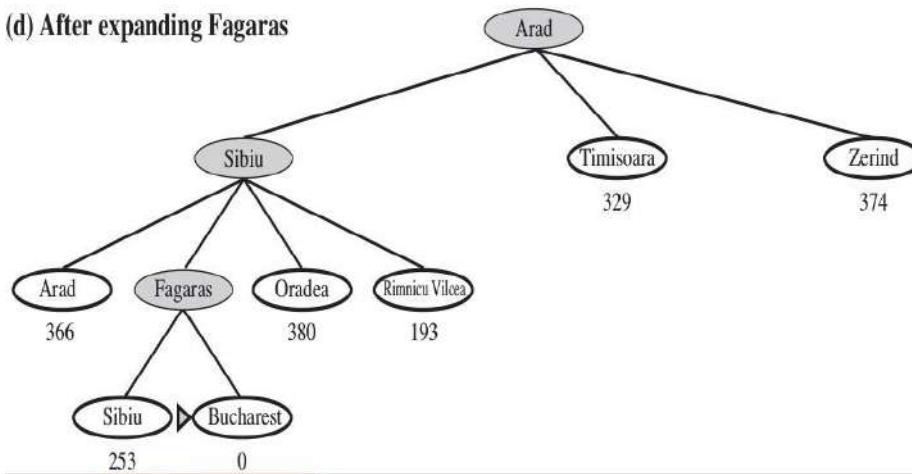 (d) After expanding Fagaras
Arad
Sibiu
Timisoara
Zerind
329
374
Arad
Fagaras
Oradea
Rimnicu Vilcea
366
380
193
Sibiu
Bucharest
253
0